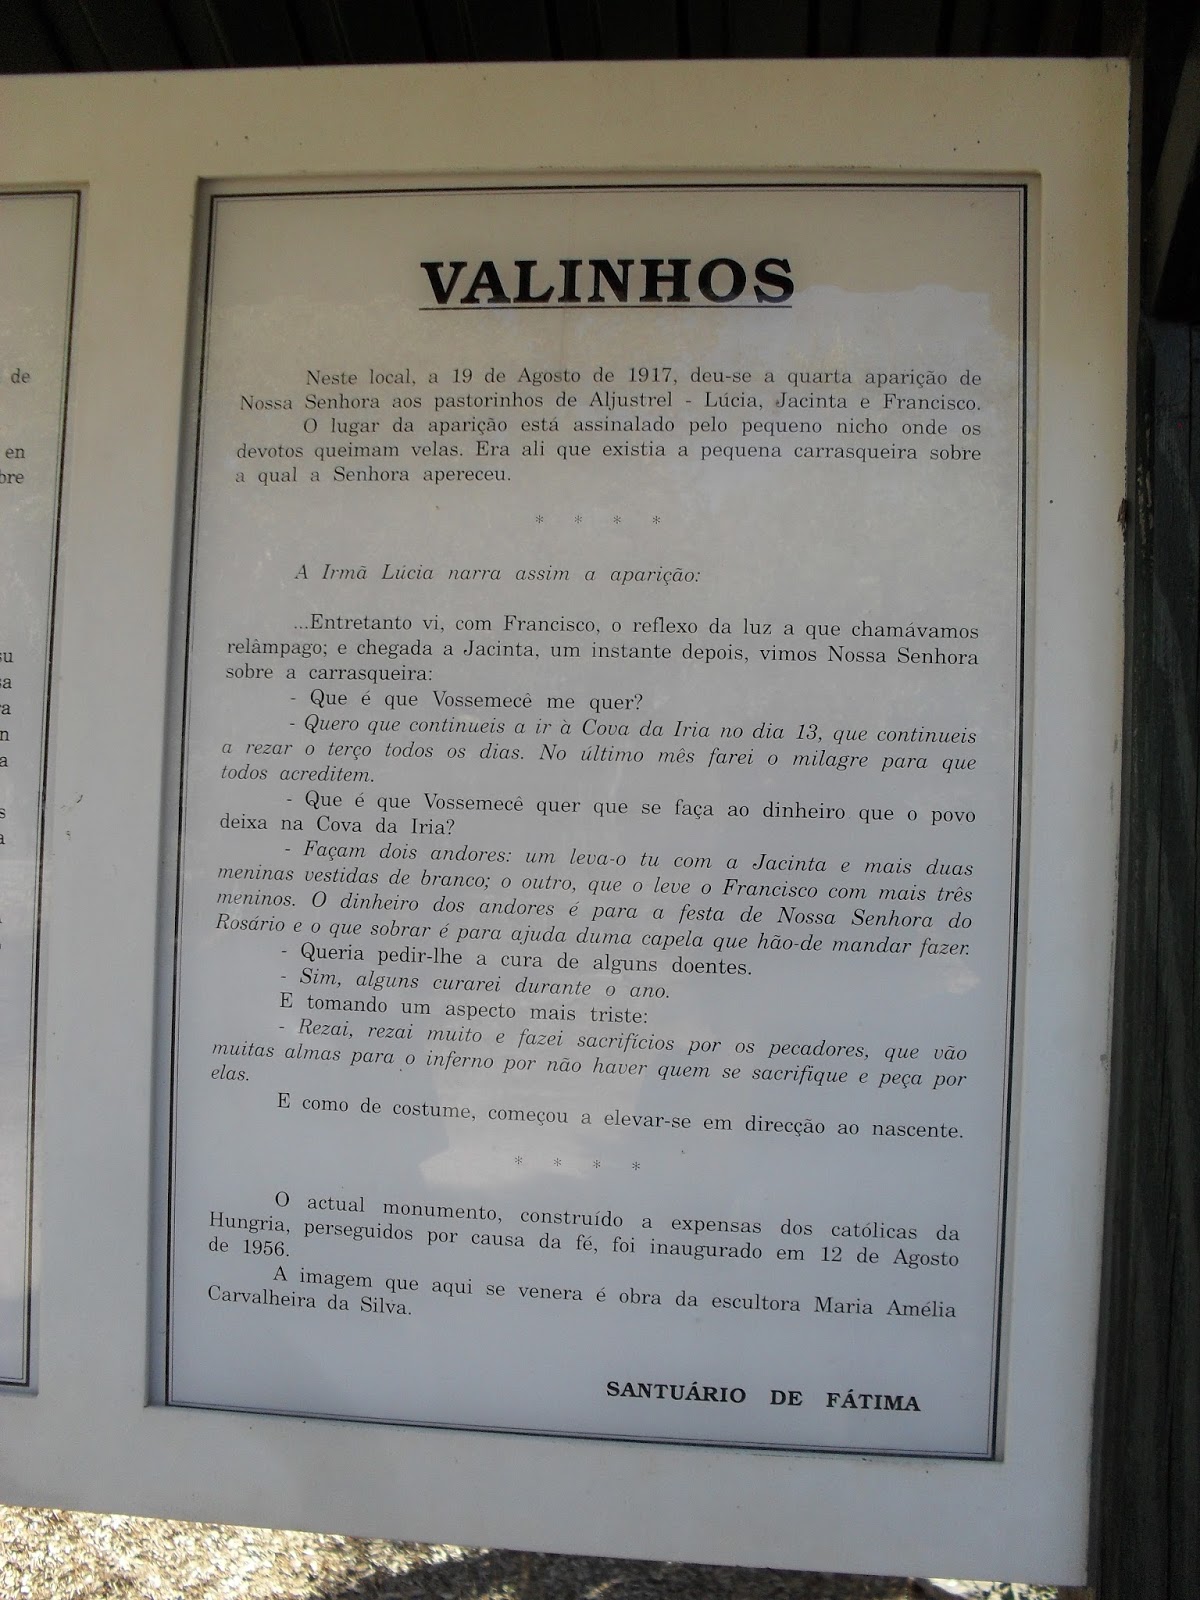 VALINHOS
Neste local, a 19 de Agosto de 1917, deu-se a quarta aparição de
Nossa Senhora aos pastorinhos de Aljustrel - Lúcia, Jacinta e Francisco.
O lugar da aparição está assinalado pelo pequeno nicho onde os
devotos queimam velas. Era ali que existia a pequena carrasqueira sobre
a qual a Senhora apereceu.
* * * *
A Irmã Lúcia narra assim a aparição:
...Entretanto vi, com Francisco, o reflexo da luz a que chamávamos
relâmpago; e chegada a Jacinta, um instante depois, vimos Nossa Senhora
sobre a carrasqueira:
- Que é que Vossemecê me quer?
- Quero que continueis a ir à Cova da Iria no dia 13, que continueis
a rezar o terço todos os dias. No último mês farei o milagre para que
todos acreditem.
- Que é que Vossemecê quer que se faça ao dinheiro que o povo
deixa na Cova da Iria?
- Façam dois andores: um leva-o tu com a Jacinta e mais duas
meninas vestidas de branco; o outro, que o leve o Francisco com mais três
meninos. O dinheiro dos andores é para a festa de Nossa Senhora do
Rosário e o que sobrar é para ajuda duma capela que hão-de mandar fazer.
- Queria pedir-lhe a cura de alguns doentes.
- Sim, alguns curarei durante o ano.
E tomando um aspecto mais triste:
- Rezai, rezai muito e fazei sacrifícios por os pecadores, que vão
muitas almas para o inferno por não haver quem se sacrifique e peça por
elas.
E como de costume, começou a elevar-se em direcção ao nascente.
* * * *
O actual monumento, construído a expensas dos católicas da
Hungria, perseguidos por causa da fé, foi inaugurado em 12 de Agosto
de 1956.
A imagem que aqui se venera é obra da escultora Maria Amélia
Carvalheira da Silva.
SANTUÁRIO DE FÁTIMA
de
en